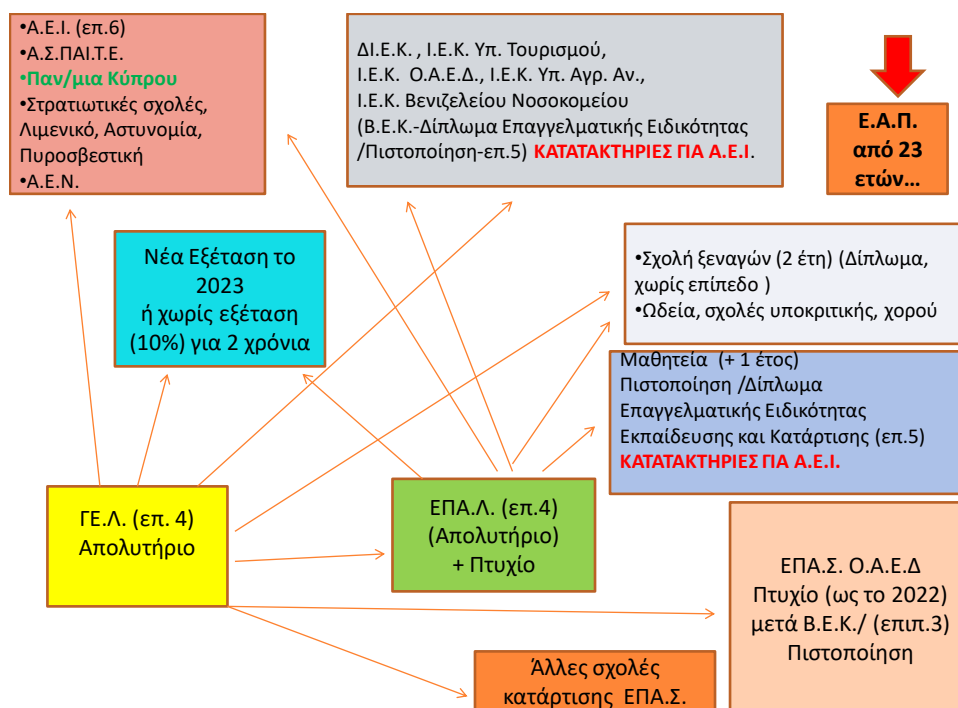 •Α.Ε.Ι. (επ.6)
•Α.Σ.ΠΑΙ.Τ.Ε.
•Παν/μια Κύπρου
•Στρατιωτικές σχολές,
Λιμενικό, Αστυνομία,
Πυροσβεστική
•Α.Ε.Ν.
ΔΙ.Ε.Κ. , Ι.Ε.Κ. Υπ. Τουρισμού,
Ι.Ε.Κ. Ο.Α.Ε.Δ., Ι.Ε.Κ. Υπ. Αγρ. Αν.,
Ι.Ε.Κ. Βενιζελείου Νοσοκομείου
(Β.Ε.Κ.-Δίπλωμα Επαγγελματικής Ειδικότητας
/Πιστοποίηση-επ.5) ΚΑΤΑΤΑΚΤΗΡΙΕΣ ΓΙΑ Α.Ε.Ι.
Ε.Α.Π.
από 23
ετών...
Νέα Εξέταση το
2023
ή χωρίς εξέταση
(10%) για 2 χρόνια
•Σχολή ξεναγών (2 έτη) (Δίπλωμα,
χωρίς επίπεδο )
•Ωδεία, σχολές υποκριτικής, χορού
Μαθητεία (+ 1 έτος)
Πιστοποίηση /Δίπλωμα
Επαγγελματικής Ειδικότητας
Εκπαίδευσης και Κατάρτισης (επ.5)
ΚΑΤΑΤΑΚΤΗΡΙΕΣ ΓΙΑ Α.Ε.Ι.
ΓΕ.Λ. (επ. 4)
Απολυτήριο
ΕΠΑ.Λ. (επ.4)
(Απολυτήριο)
+ Πτυχίο
ΕΠΑ.Σ. Ο.Α.Ε.Δ
Πτυχίο (ως το 2022)
μετά Β.Ε.Κ./ (επιπ.3)
Πιστοποίηση
Άλλες σχολές
κατάρτισης ΕΠΑ.Σ.